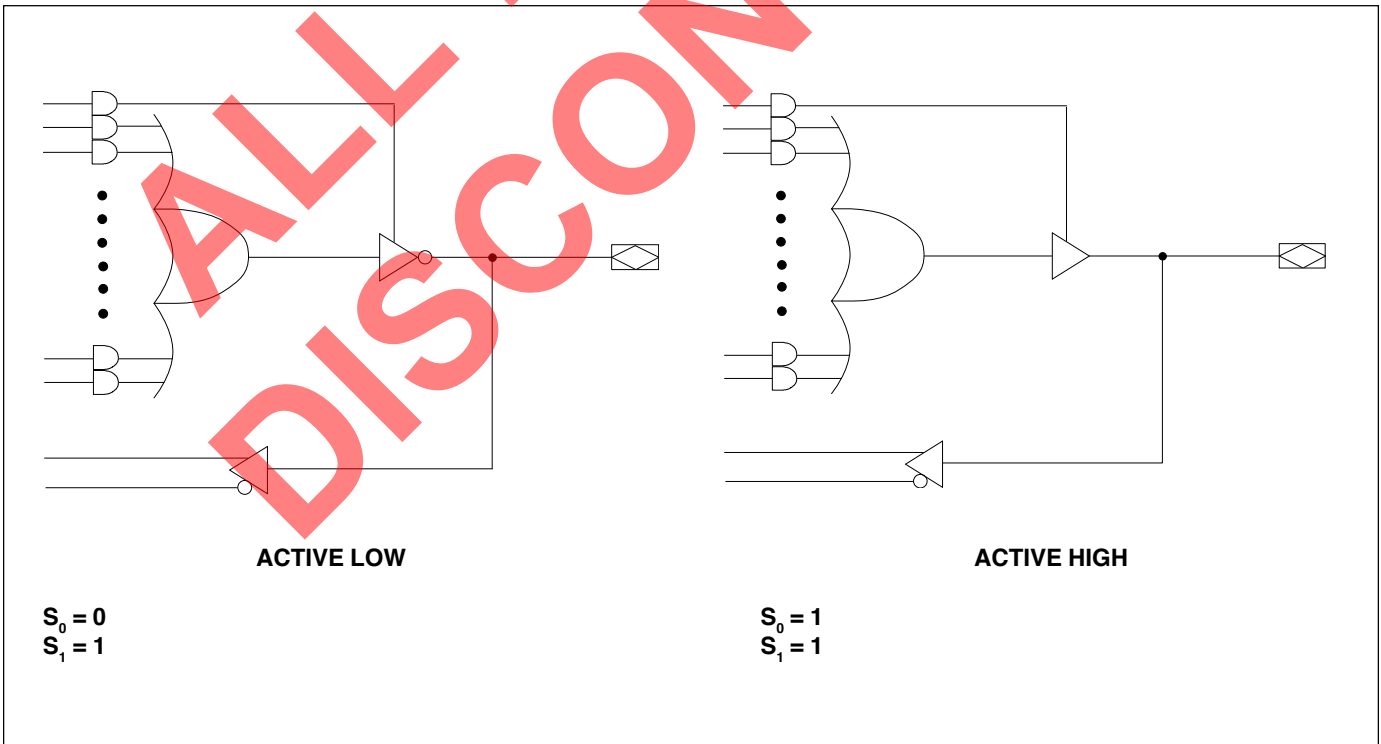 ALL
DISCON
ACTIVE LOW
ACTIVE HIGH
S₀ = 0
S₁ = 1
S₀ = 1
S₁ = 1